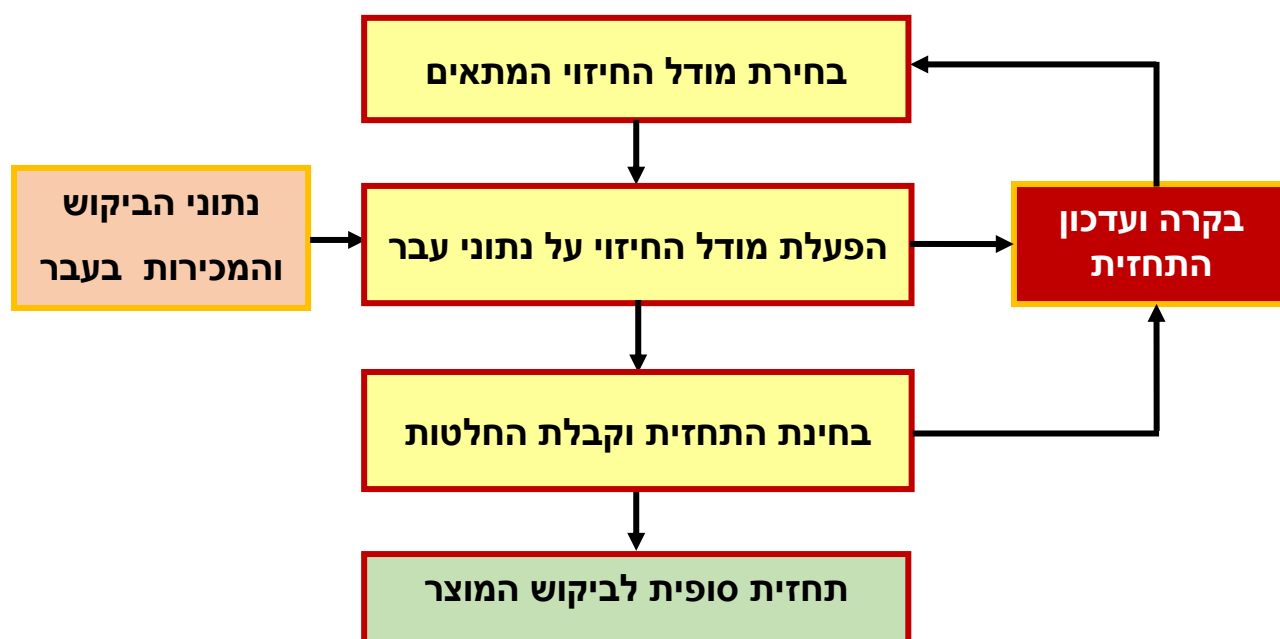 בחירת מודל החיזוי המתאים
נתוני הביקוש
והמכירות בעבר
הפעלת מודל החיזוי על נתוני עבר
בקרה ועדכון
התחזית
בחינת התחזית וקבלת החלטות
תחזית סופית לביקוש המוצר